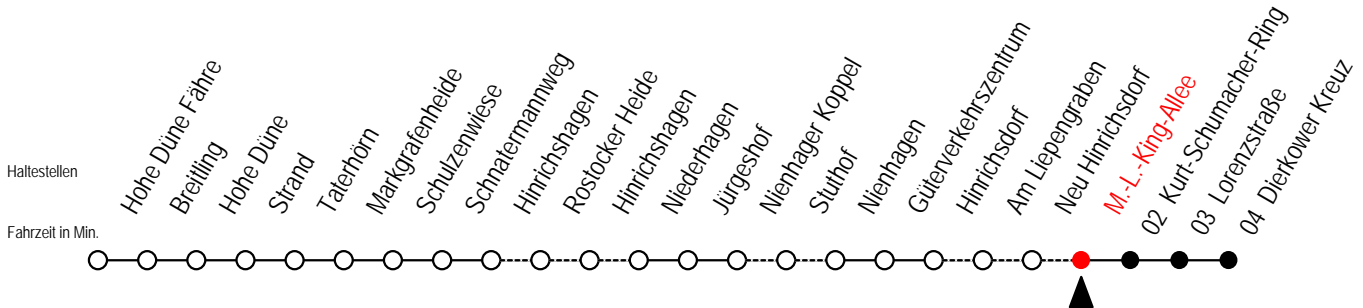 Haltestellen
Hohe Düne Fähre
Breitling
Hohe Düne
Strand
Taterhörn
Markgrafenheide
Schulzenwiese
Schnatermannweg
Hinrichshagen
Rostocker Heide
Hinrichshagen
Niederhagen
Jürgeshof
Nienhager Koppel
Stuthof
Nienhagen
Güterverkehrszentrum
Hinrichsdorf
Am Liepengraben
Neu Hinrichsdorf
M.-L.-King-Allee
02 Kurt-Schumacher-Ring
03 Lorenzstraße
04 Dierkower Kreuz
Fahrzeit in Min.